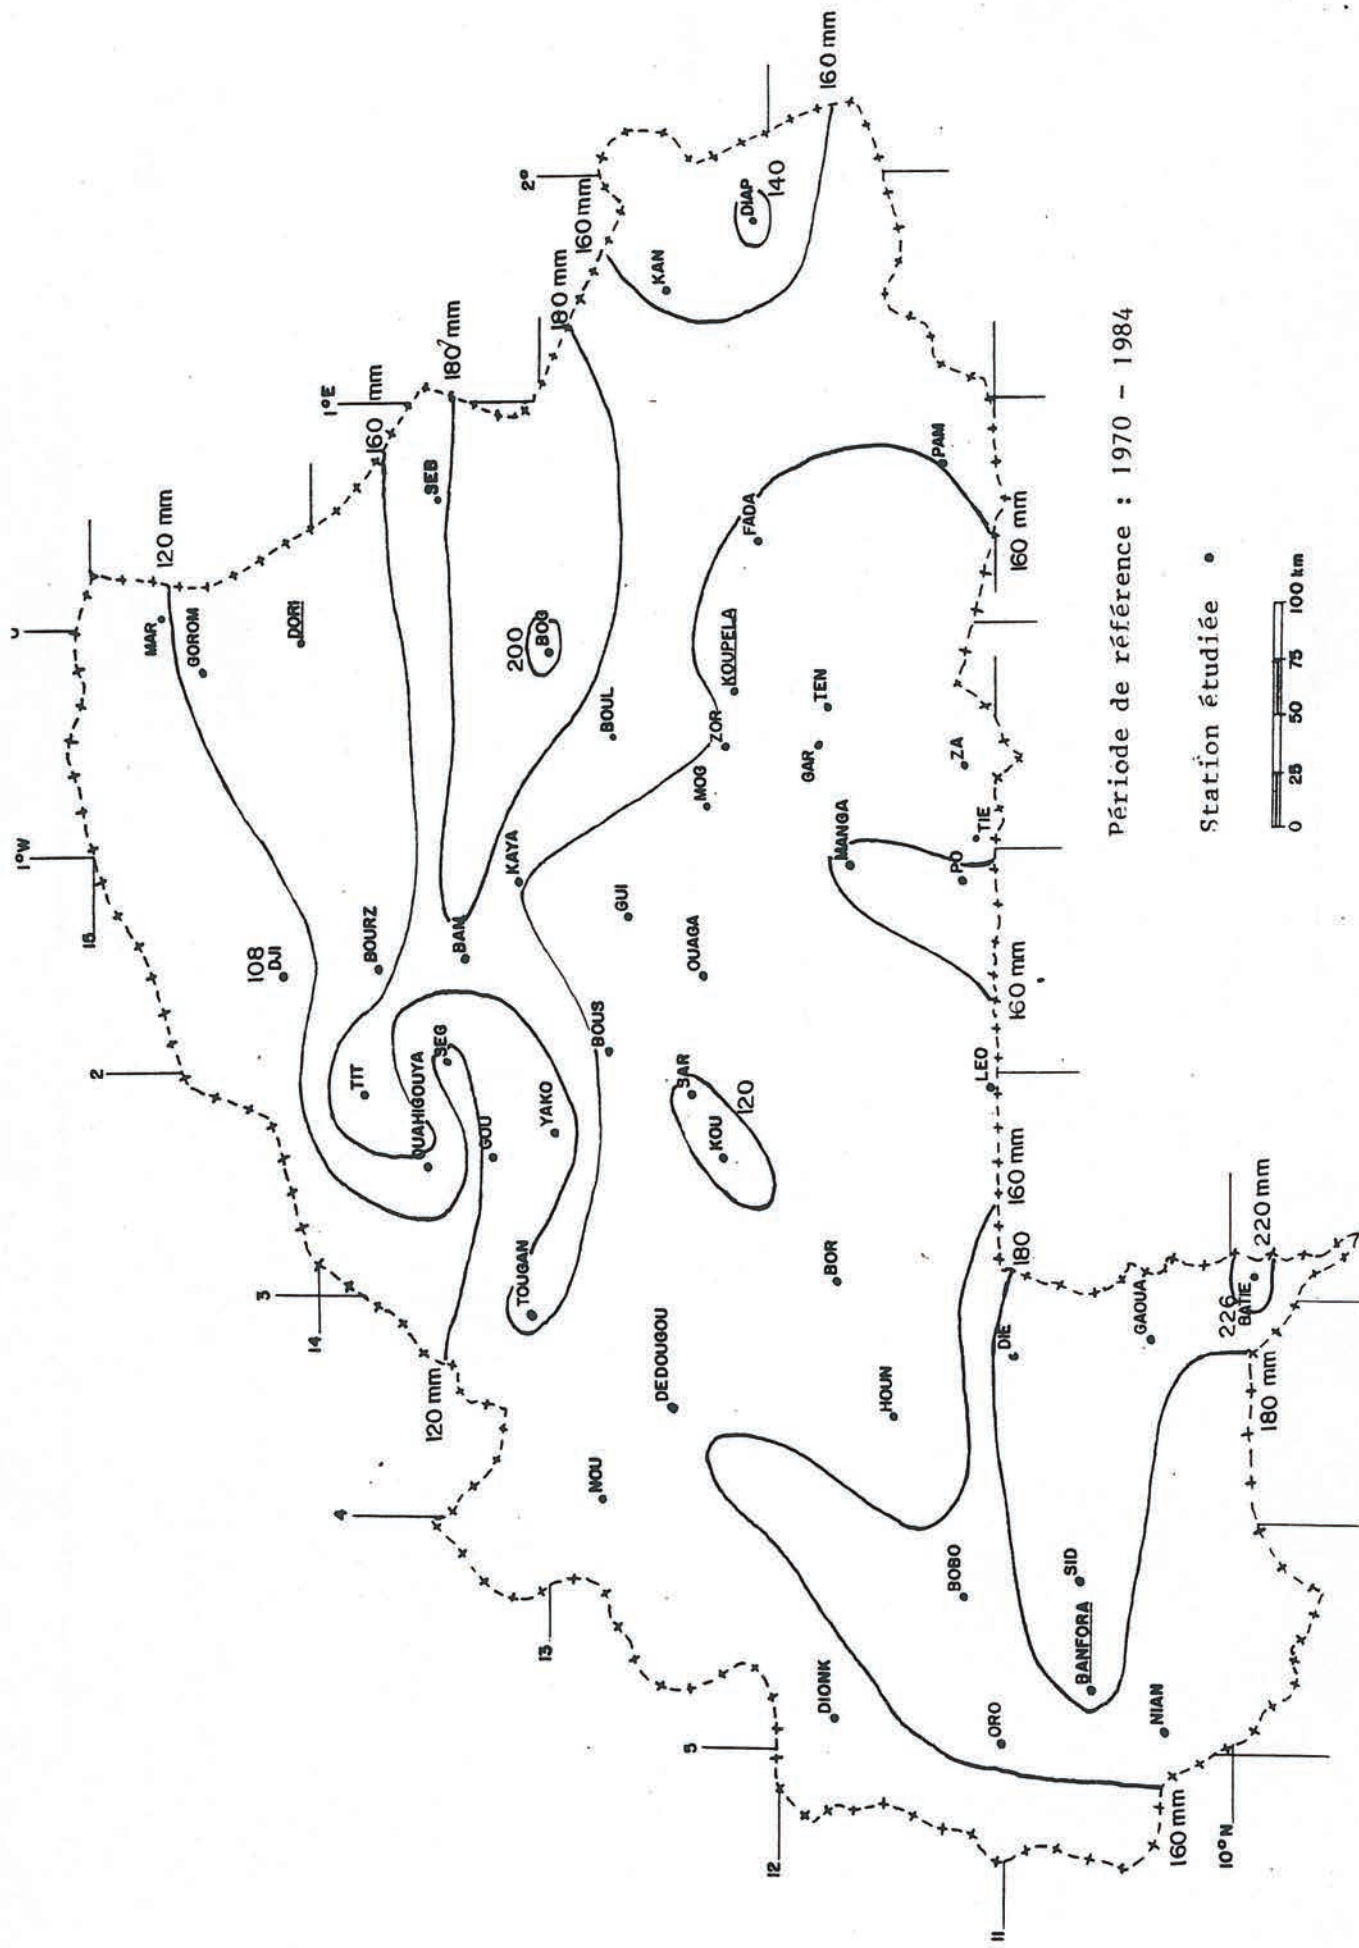 1°W
15
2
3
14
4
13
5
12
11
10°N
2°
1°E
120 mm
160 mm
180 mm
180 mm
160 mm
160 mm
MAR
GOROM
DORI
108
DJI
BOURZ
TIT
OUAHIGOUYA
SEG
GOU
YAKO
TOUGAN
120 mm
BAM
KAYA
SEB
200
BOG
BOUL
KAN
DIAP
140
FADA
PAM
160 mm
KOUPELA
ZOR
MOG
TEN
GAR
ZA
TIE
PO
MANGA
GUI
OUAGA
BOUS
SAR
KOU
120
LEO
160 mm
160 mm
180
DIE
GAOUA
226
BATIE
220 mm
180 mm
BOR
HOUN
DEDOUGOU
NOU
BOBO
SID
BANFORA
DIONK
ORO
NIAN
160 mm
Période de référence : 1970 - 1984
Station étudiée
0 25 50 75 100 km